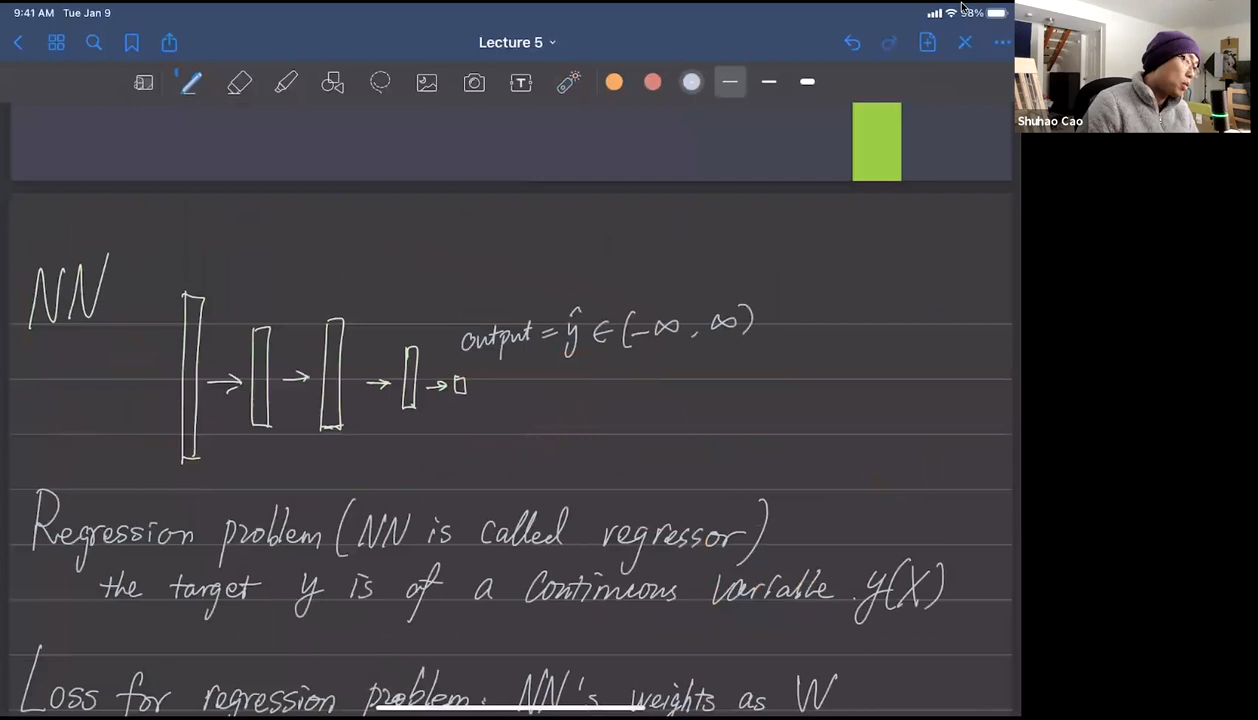 9:41 AM Tue Jan 9
98%
Lecture 5
Shuhao Cao
NN
output = ŷ ∈ (-∞, ∞)
Regression problem (NN is called regressor)
the target y is of a continuous variable. y(X)
Loss for regression problem. NN's weights as W